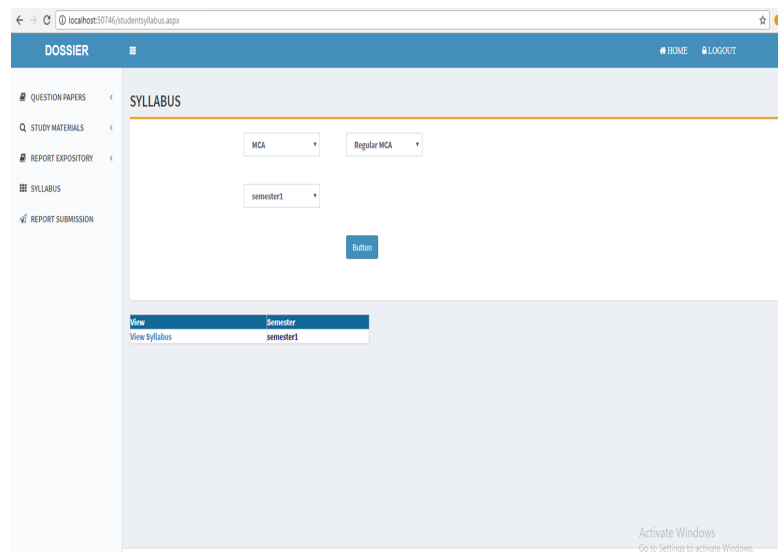 localhost:50746/studentsyllabus.aspx
DOSSIER
HOME LOGOUT
QUESTION PAPERS
STUDY MATERIALS
REPORT EXPOSITORY
SYLLABUS
REPORT SUBMISSION
SYLLABUS
MCA Regular MCA
semester1
Button
View Semester
View Syllabus semester1
Activate Windows
Go to Settings to activate Windows.